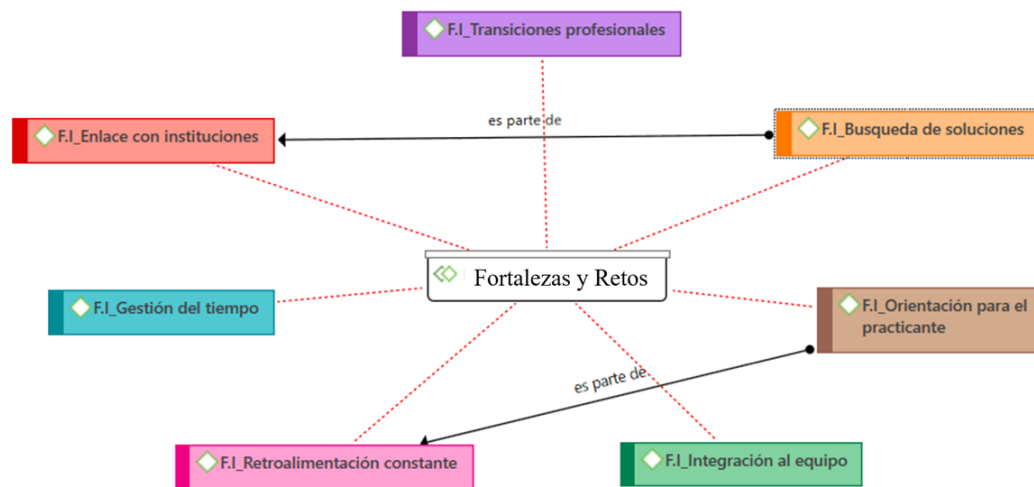 F.I_Transiciones profesionales
F.I_Enlace con instituciones
es parte de
F.I_Busqueda de soluciones
Fortalezas y Retos
F.I_Gestión del tiempo
F.I_Orientación para el
practicante
es parte de
F.I_Retroalimentación constante
F.I_Integración al equipo